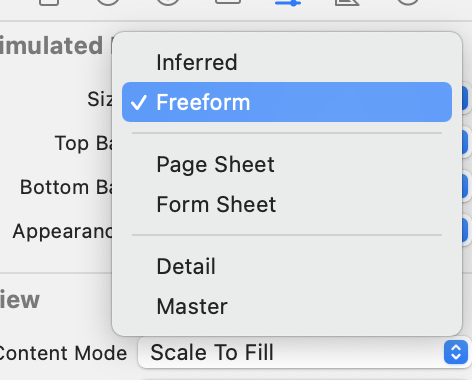 imulated
Inferred
Siz
✓ Freeform
Top Ba
Page Sheet
Bottom Ba
Form Sheet
Appearanc
Detail
iew
Master
Content Mode Scale To Fill